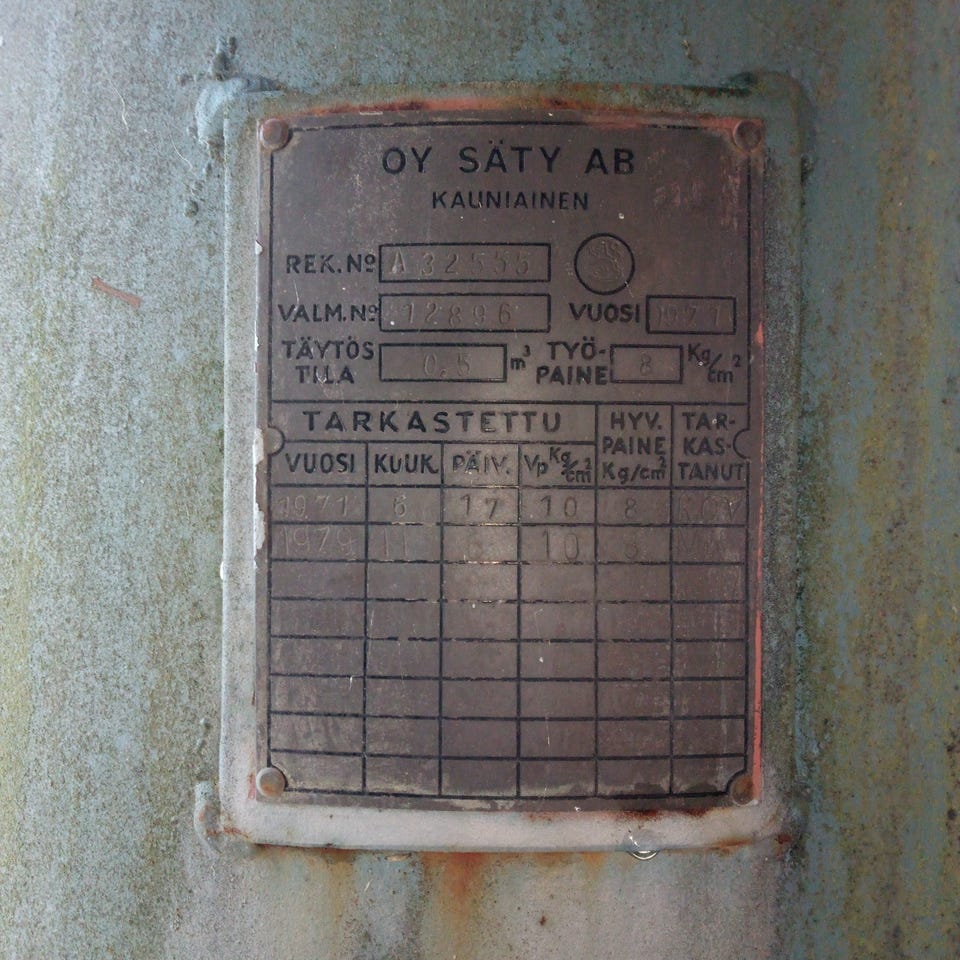 OY SÄTY AB
KAUNIAINEN
REK.Nº A 32555
VALM.Nº 12896 VUOSI 1971
TÄYTÖS TILA 0,5 m³ TYÖ-PAINE 8 Kg/cm²
TARKASTETTU HYV. PAINE Kg/cm² TAR-KAS-TANUT
VUOSI KUUK. PÄIV. Vp Kg/cm²
1971 6 17 10 8
1979 11 10 8